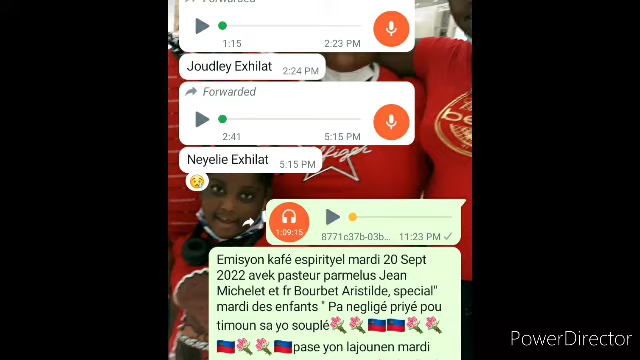 Forwarded
1:15 2:23 PM
Joudley Exhilat 2:24 PM
Forwarded
2:41 5:15 PM
Neyelie Exhilat 5:15 PM
1:09:15 8771c37b-03b... 11:23 PM
Emisyon kafé espirityel mardi 20 Sept
2022 avek pasteur parmelus Jean
Michelet et fr Bourbet Aristilde, special"
mardi des enfants " Pa negligé priyé pou
timoun sa yo souplé
pase yon lajounen mardi
PowerDirector